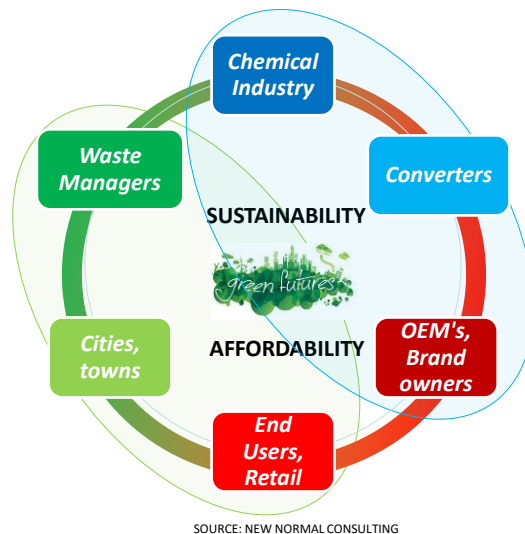 Chemical
Industry
Waste
Managers
Converters
SUSTAINABILITY
green futures
AFFORDABILITY
Cities,
towns
OEM's,
Brand
owners
End
Users,
Retail
SOURCE: NEW NORMAL CONSULTING